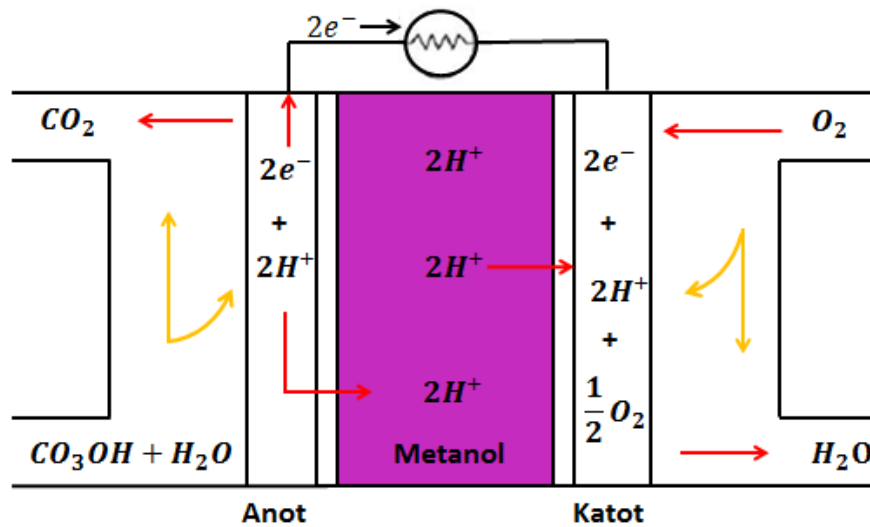 2e⁻
CO₂
O₂
2e⁻
+
2H⁺
2H⁺
2H⁺
2H⁺
2e⁻
+
2H⁺
+
1/2 O₂
CO₃OH + H₂O
Metanol
H₂O
Anot
Katot